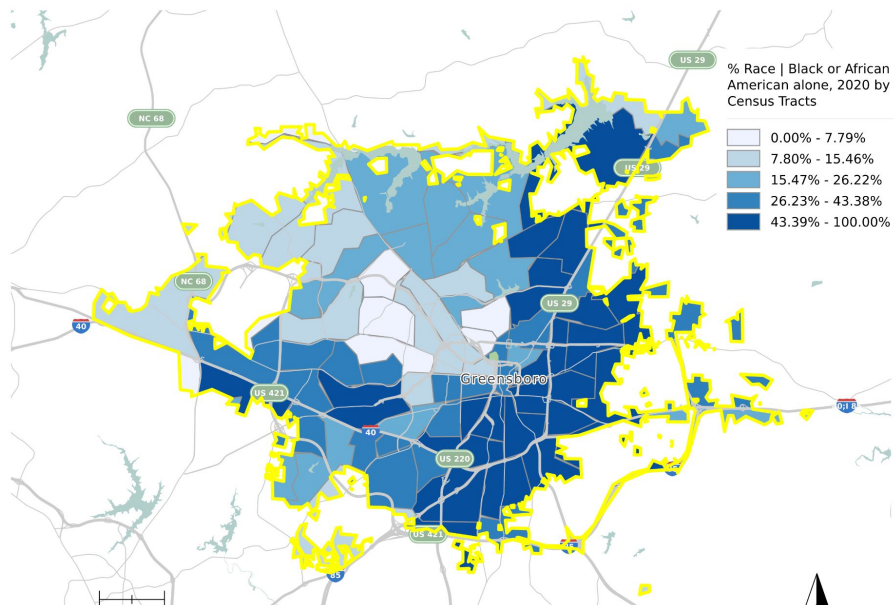 US 29
% Race | Black or African
American alone, 2020 by
Census Tracts
NC 68
0.00% - 7.79%
7.80% - 15.46%
US 29
15.47% - 26.22%
26.23% - 43.38%
43.39% - 100.00%
NC 68
US 29
40
Greensboro
US 421
40
US 220
US 421
85